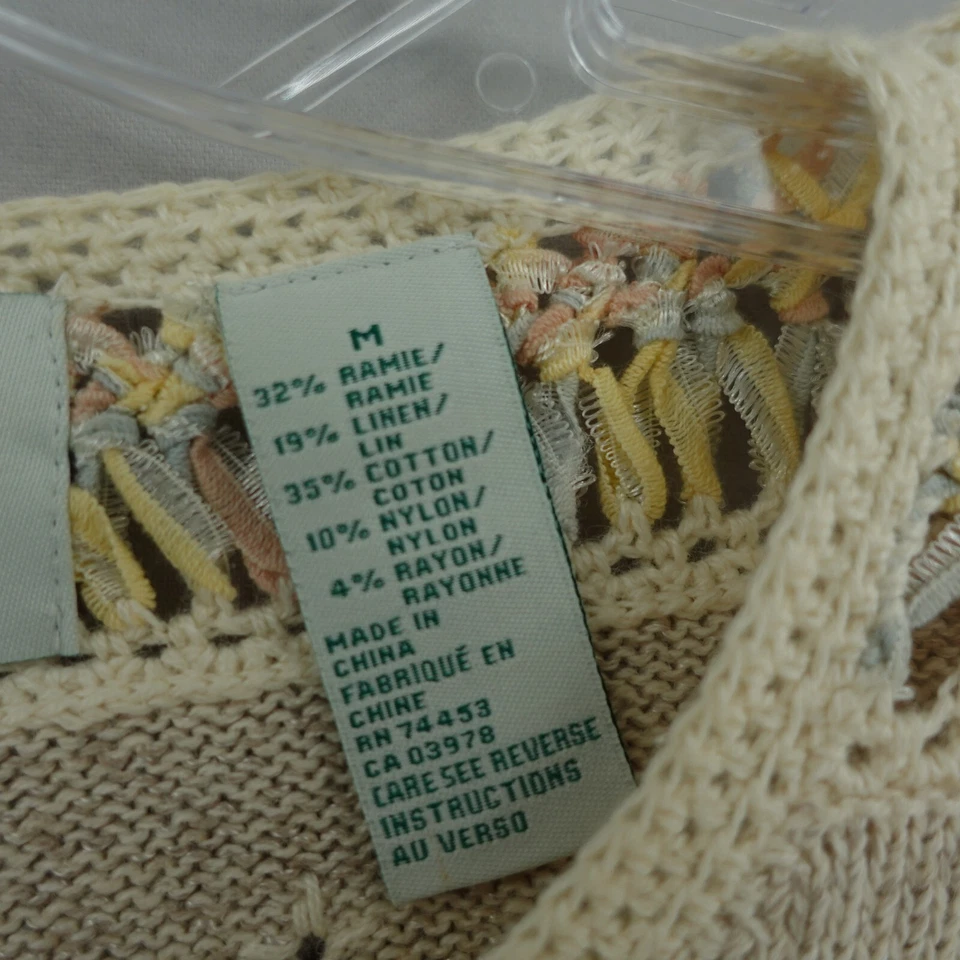 M
32% RAMIE/
RAMIE
19% LINEN/
LIN
35% COTTON/
COTON
10% NYLON/
NYLON
4% RAYON/
RAYONNE
MADE IN
CHINA
FABRIQUÉ EN
CHINE
RN 74453
CA 03978
CARE SEE REVERSE
INSTRUCTIONS
AU VERSO